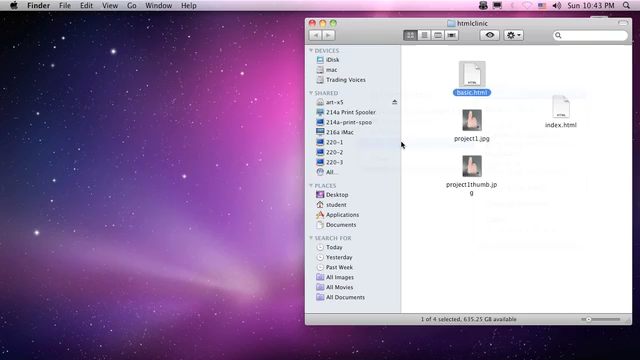 Finder File Edit View Go Window Help Sun 10:43 PM
htmlclinic
DEVICES
iDisk
mac
Trading Voices
SHARED
art-x5
214a Print Spooler
214a-print-spoo
216a iMac
220-1
220-2
220-3
All...
PLACES
Desktop
student
Applications
Documents
SEARCH FOR
Today
Yesterday
Past Week
All Images
All Movies
All Documents
basic.html
project1.jpg
index.html
project1thumb.jp
g
1 of 4 selected, 635.25 GB available